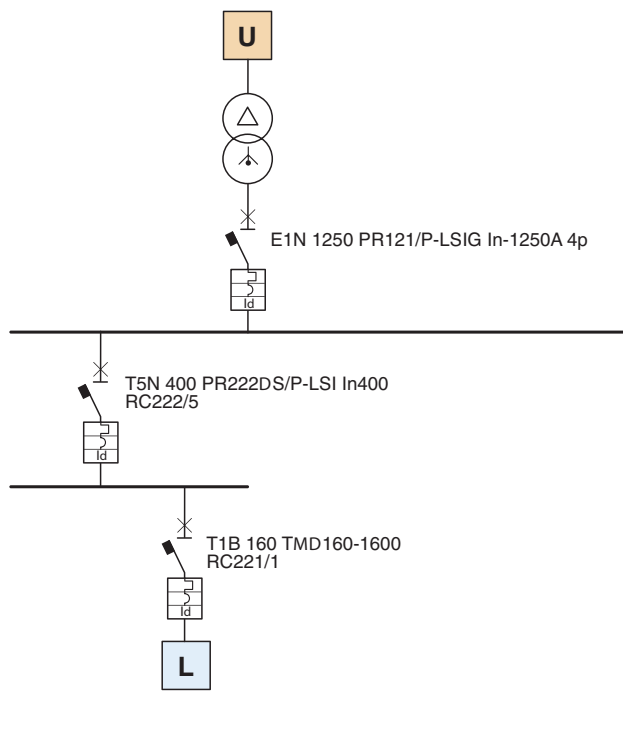 U
E1N 1250 PR121/P-LSIG In-1250A 4p
Id
T5N 400 PR222DS/P-LSI In400
RC222/5
Id
T1B 160 TMD160-1600
RC221/1
Id
L